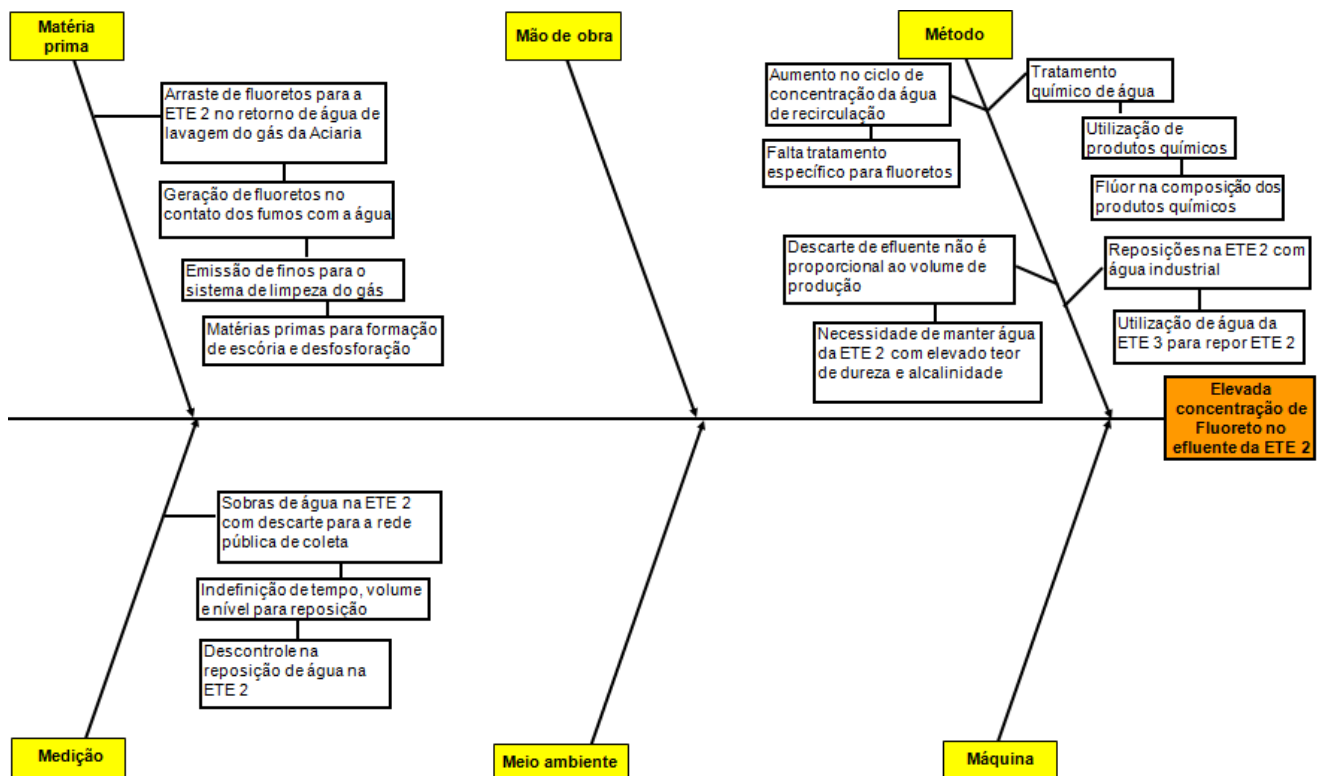 Matéria
prima
Mão de obra
Método
Arraste de fluoretos para a
ETE 2 no retorno de água de
lavagem do gás da Aciaria
Geração de fluoretos no
contato dos fumos com a água
Emissão de finos para o
sistema de limpeza do gás
Matérias primas para formação
de escória e desfosforação
Aumento no ciclo de
concentração da água
de recirculação
Falta tratamento
específico para fluoretos
Tratamento
químico de água
Utilização de
produtos químicos
Flúor na composição dos
produtos químicos
Descarte de efluente não é
proporcional ao volume de
produção
Necessidade de manter água
da ETE 2 com elevado teor
de dureza e alcalinidade
Reposições na ETE 2 com
água industrial
Utilização de água da
ETE 3 para repor ETE 2
Elevada
concentração de
Fluoreto no
efluente da ETE 2
Sobras de água na ETE 2
com descarte para a rede
pública de coleta
Indefinição de tempo, volume
e nível para reposição
Descontrole na
reposição de água na
ETE 2
Medição
Meio ambiente
Máquina